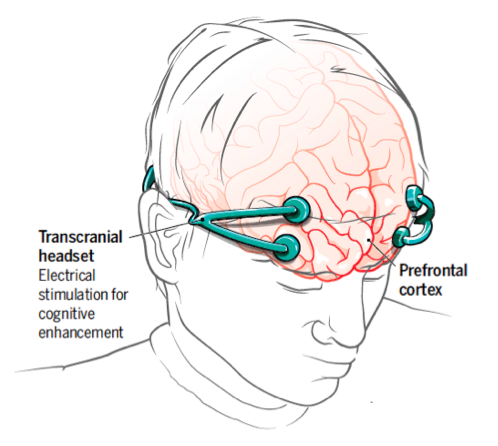 Transcranial
headset
Electrical
stimulation for
cognitive
enhancement
Prefrontal
cortex